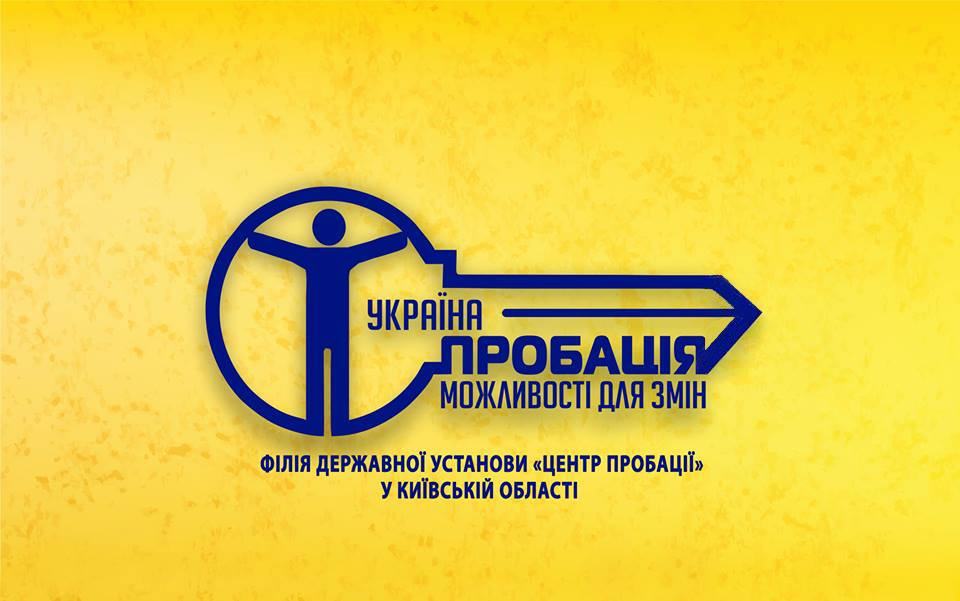 УКРАЇНА
ПРОБАЦІЯ
МОЖЛИВОСТІ ДЛЯ ЗМІН
ФІЛІЯ ДЕРЖАВНОЇ УСТАНОВИ «ЦЕНТР ПРОБАЦІЇ»
У КИЇВСЬКІЙ ОБЛАСТІ